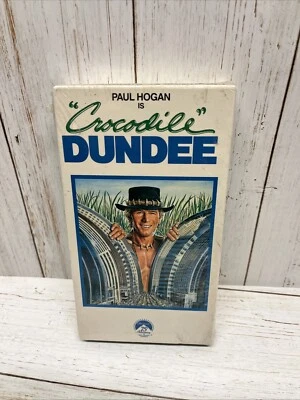 PAUL HOGAN
IS
"Crocodile"
DUNDEE